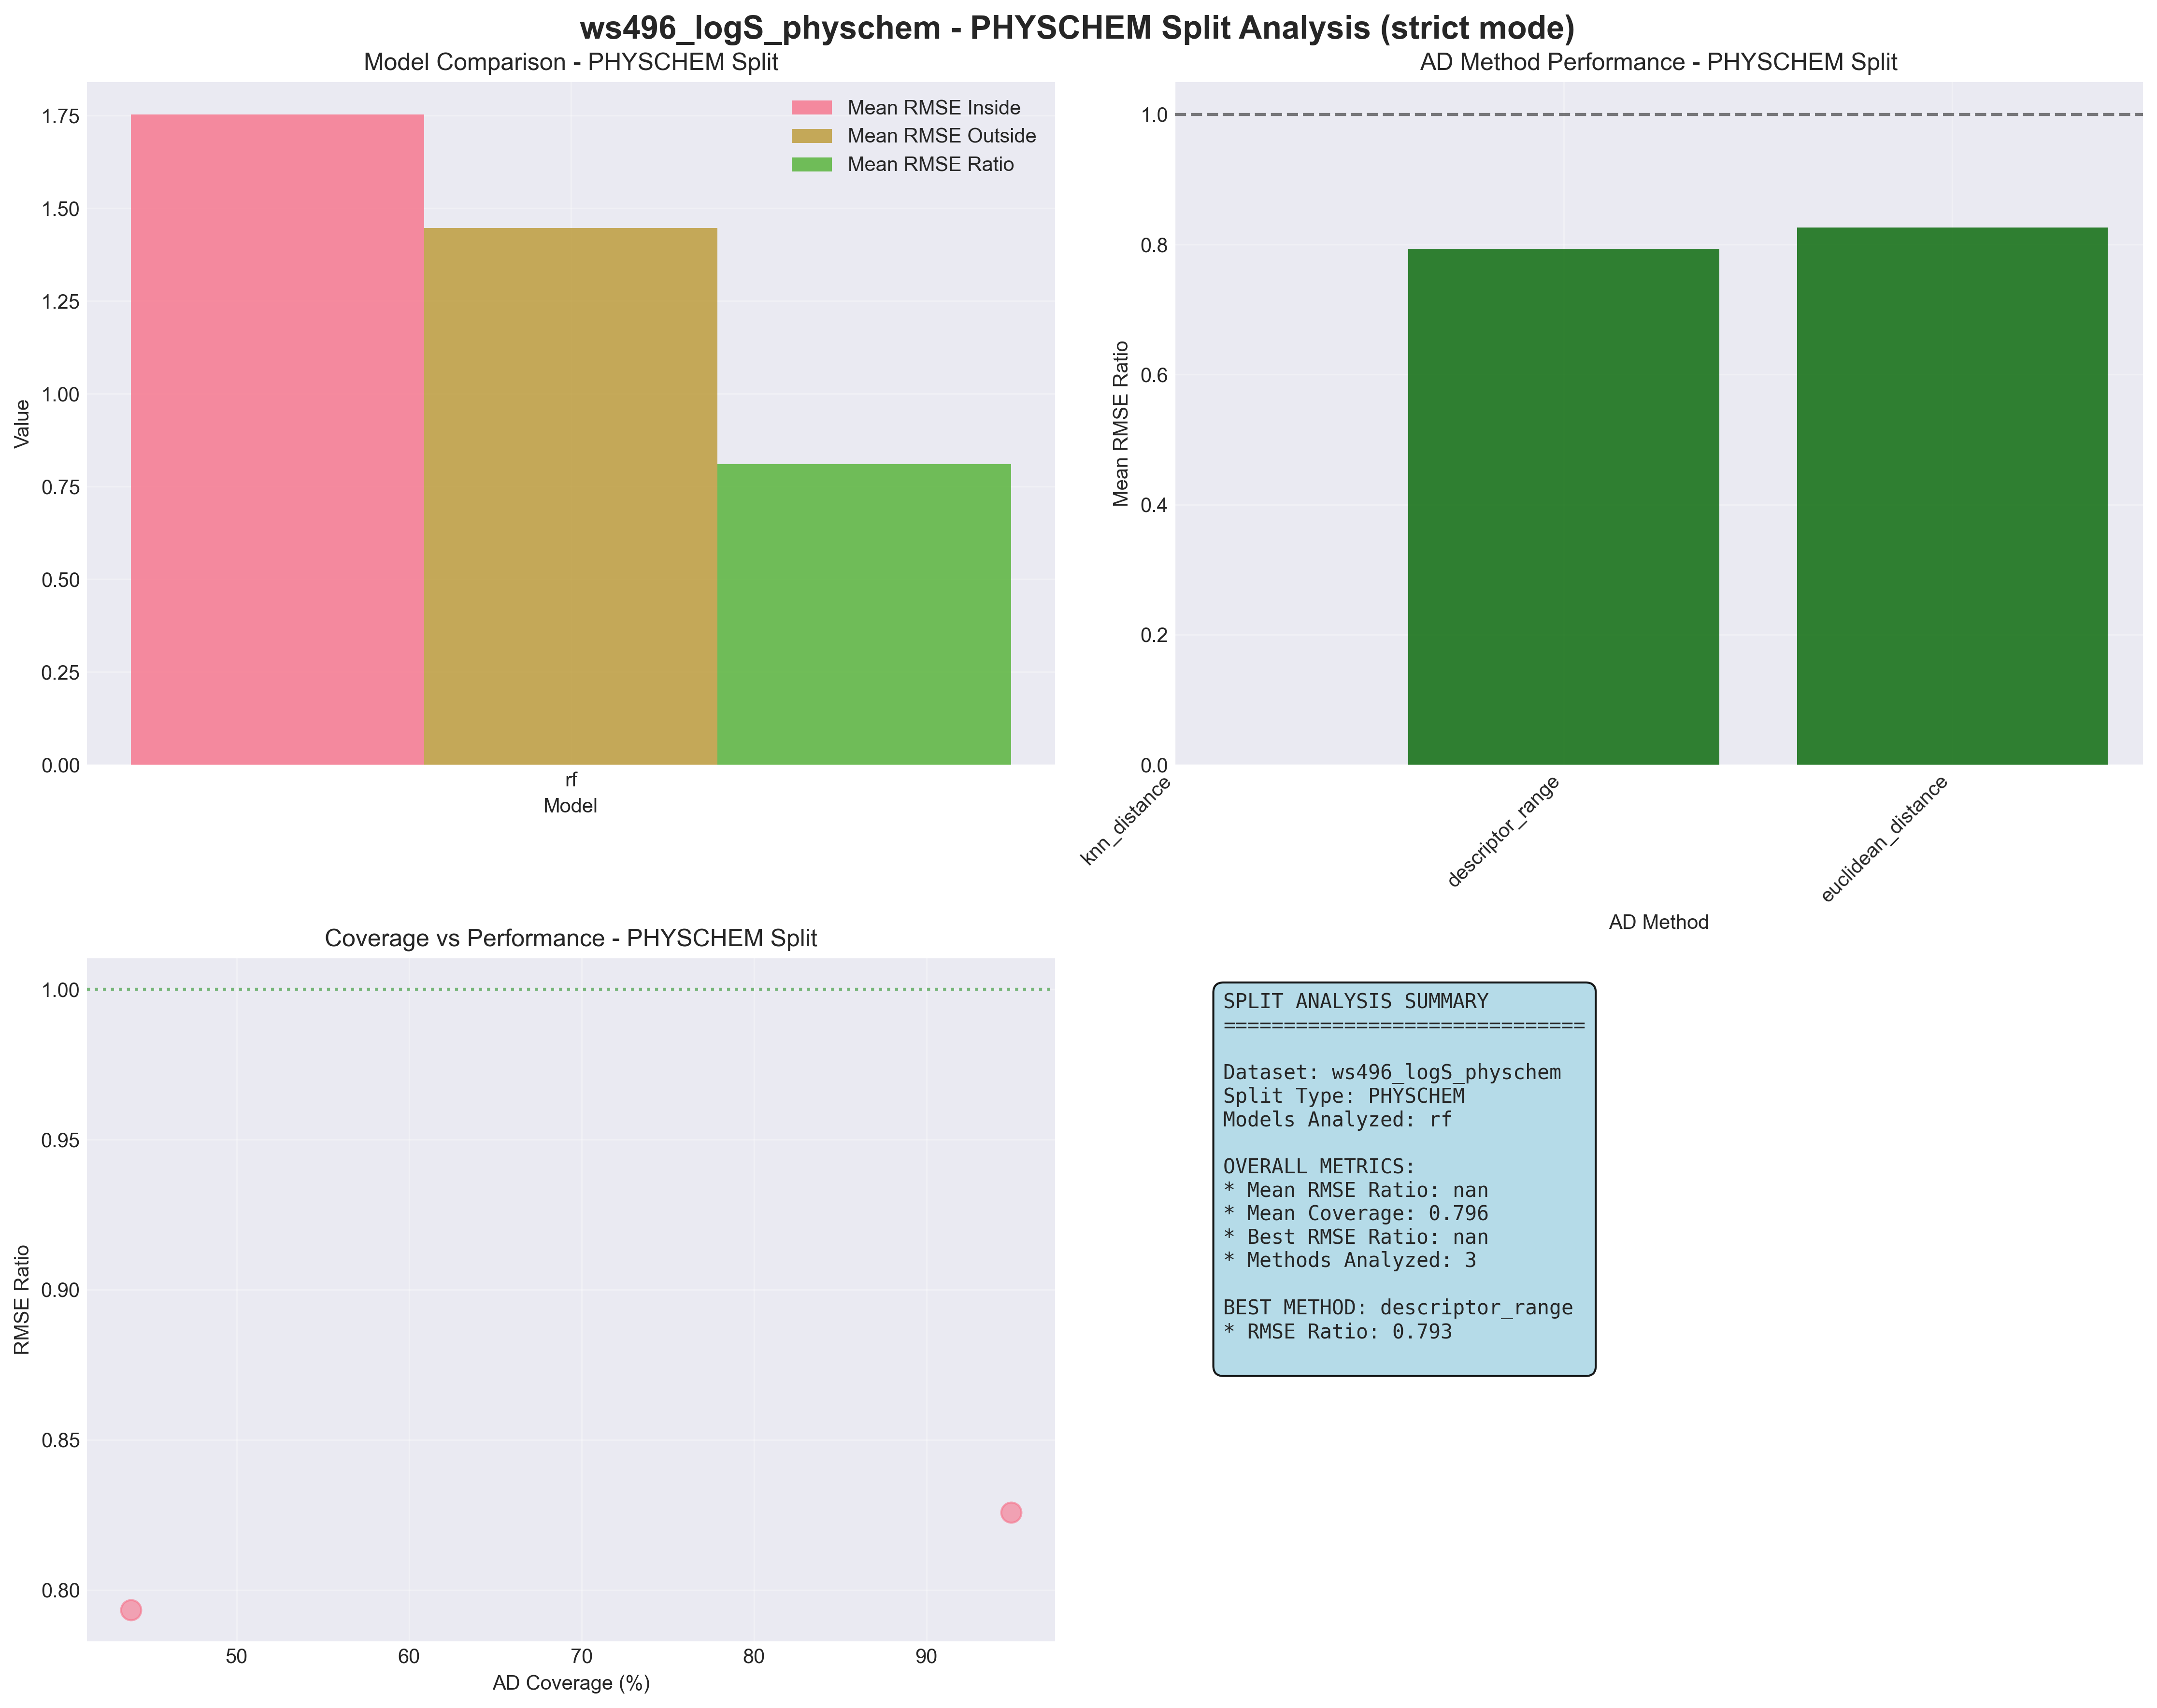 ws496_logS_physchem - PHYSCHEM Split Analysis (strict mode)
Model Comparison - PHYSCHEM Split
1.75
1.50
1.25
1.00
0.75
0.50
0.25
0.00
Value
rf
Model
Mean RMSE Inside
Mean RMSE Outside
Mean RMSE Ratio
AD Method Performance - PHYSCHEM Split
1.0
0.8
0.6
0.4
0.2
0.0
Mean RMSE Ratio
knn_distance
descriptor_range
euclidean_distance
AD Method
Coverage vs Performance - PHYSCHEM Split
1.00
0.95
0.90
0.85
0.80
RMSE Ratio
50 60 70 80 90
AD Coverage (%)
SPLIT ANALYSIS SUMMARY
==============================
Dataset: ws496_logS_physchem
Split Type: PHYSCHEM
Models Analyzed: rf
OVERALL METRICS:
* Mean RMSE Ratio: nan
* Mean Coverage: 0.796
* Best RMSE Ratio: nan
* Methods Analyzed: 3
BEST METHOD: descriptor_range
* RMSE Ratio: 0.793